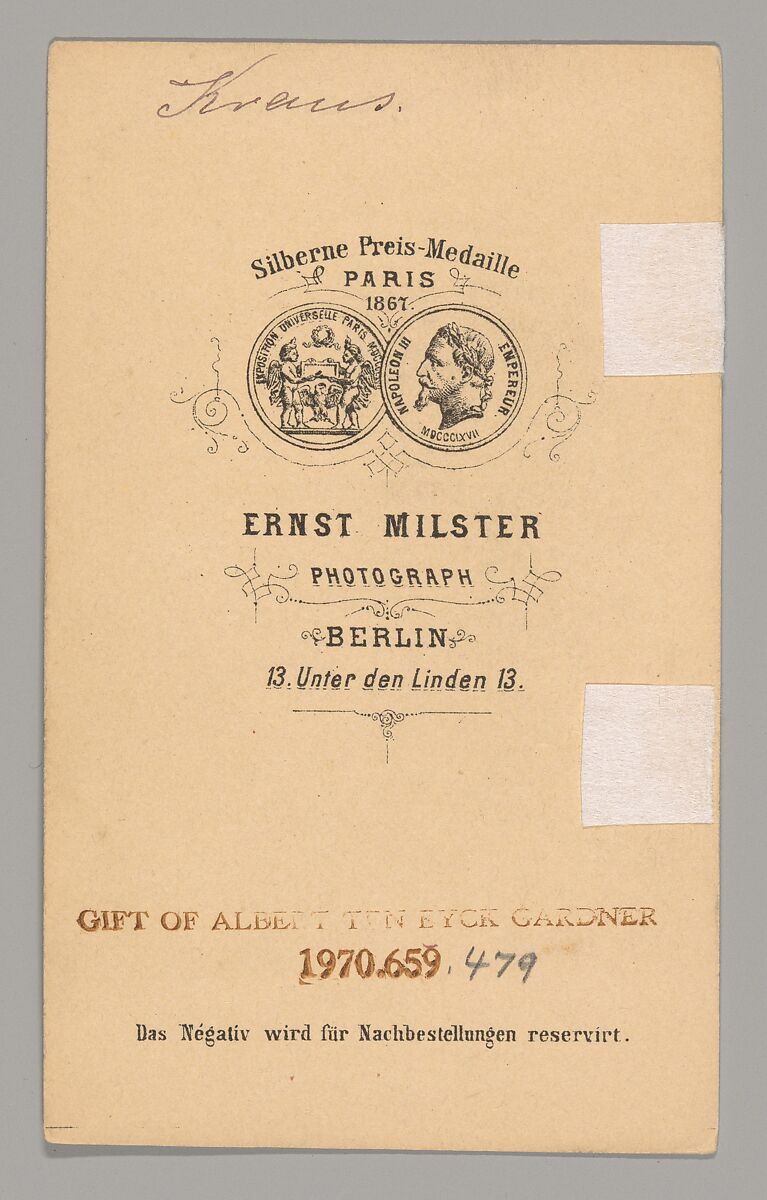 Kraus.
Silberne Preis-Medaille
PARIS
1867.
EXPOSITION UNIVERSELLE PARIS
NAPOLEON III EMPEREUR
MDCCCLXVII
ERNST MILSTER
PHOTOGRAPH
BERLIN
13. Unter den Linden 13.
GIFT OF ALBERT TEN EYCK GARDNER
1970.659.479
Das Négativ wird für Nachbestellungen reservirt.